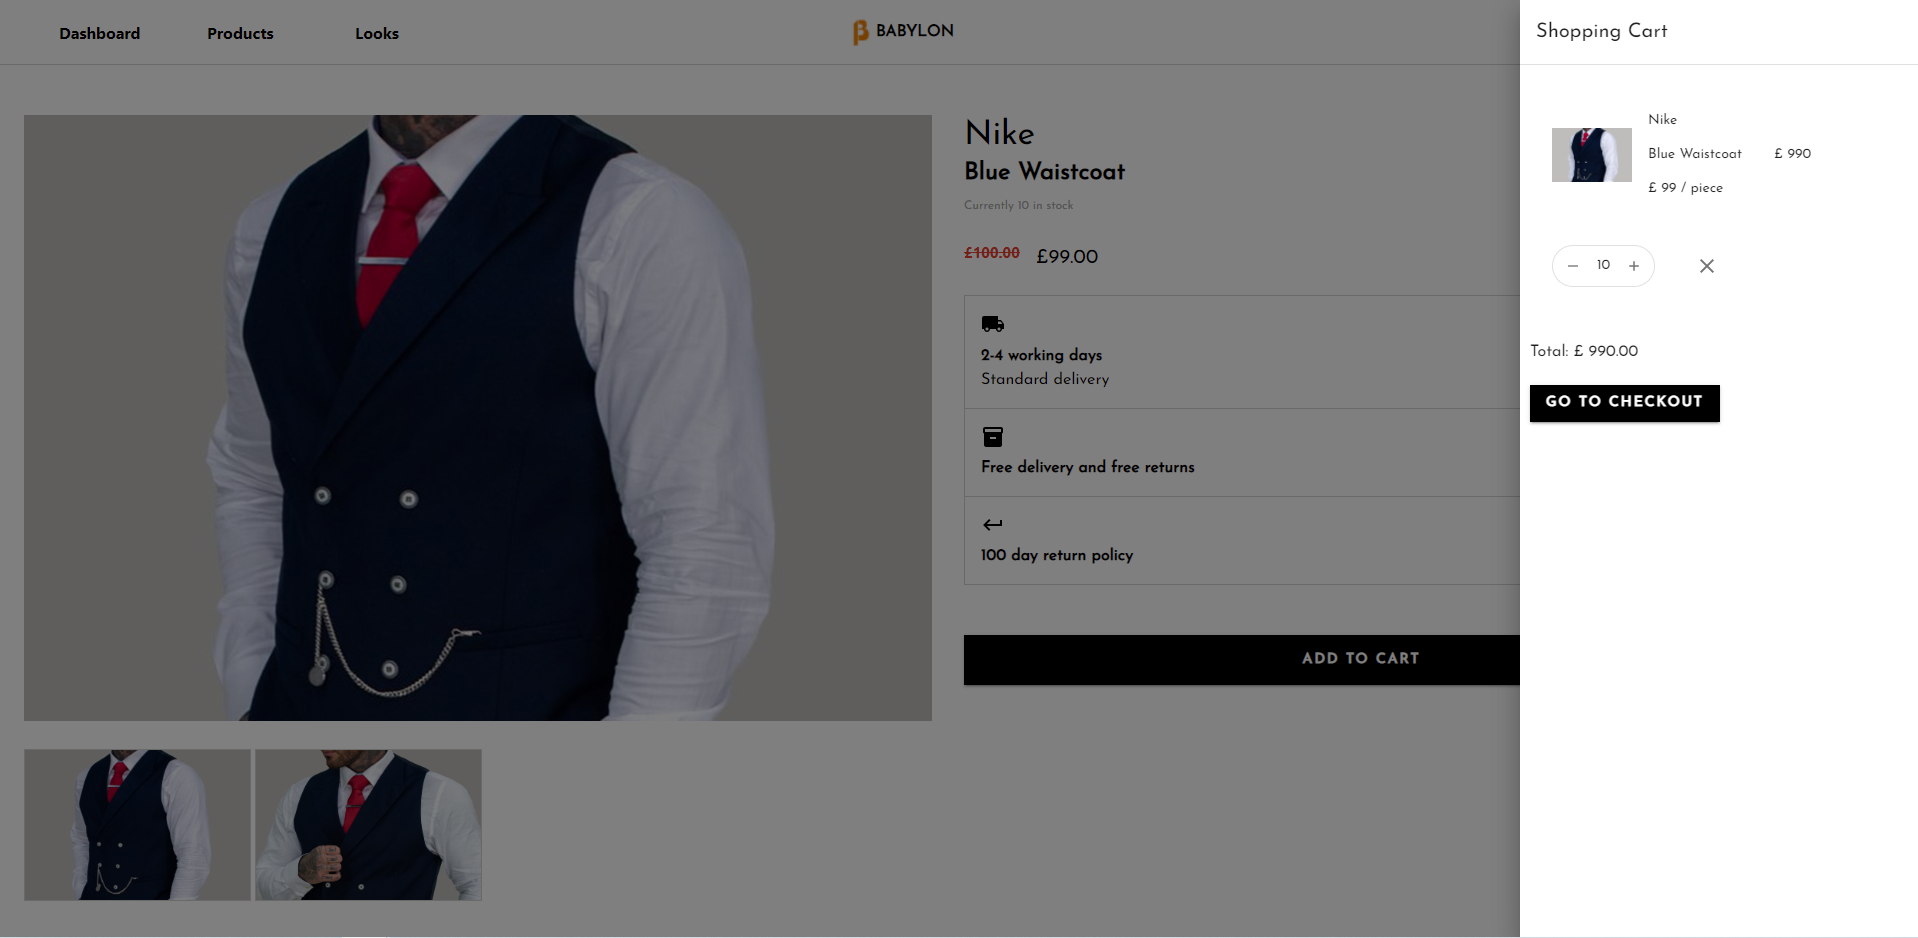 Dashboard
Products
Looks
BABYLON
Nike
Blue Waistcoat
Currently 10 in stock
£100.00 £99.00
2-4 working days
Standard delivery
Free delivery and free returns
100 day return policy
ADD TO CART
Shopping Cart
Nike
Blue Waistcoat £ 990
£ 99 / piece
10
Total: £ 990.00
GO TO CHECKOUT